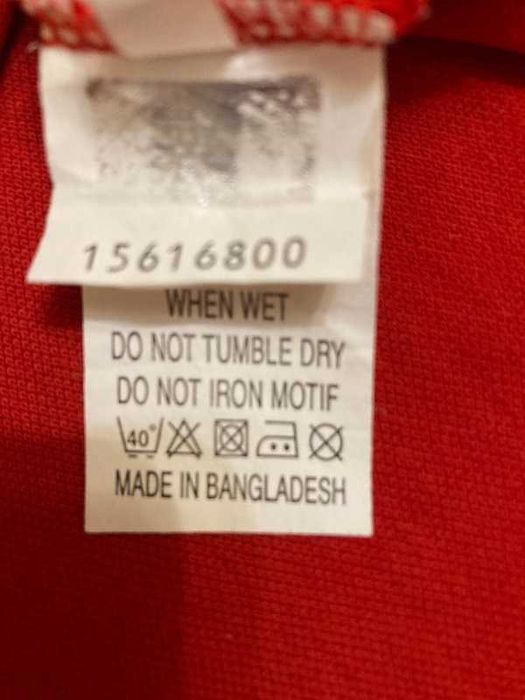 15616800
WHEN WET
DO NOT TUMBLE DRY
DO NOT IRON MOTIF
40°
MADE IN BANGLADESH